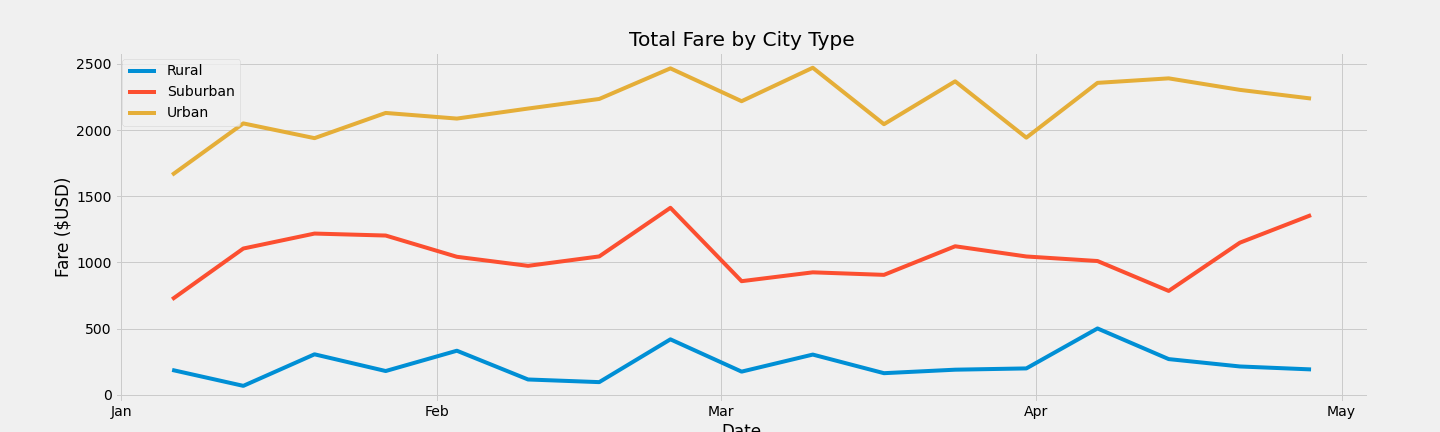 Total Fare by City Type
Rural
Suburban
Urban
Fare ($USD)
2500
2000
1500
1000
500
0
Jan Feb Mar Apr May
Date